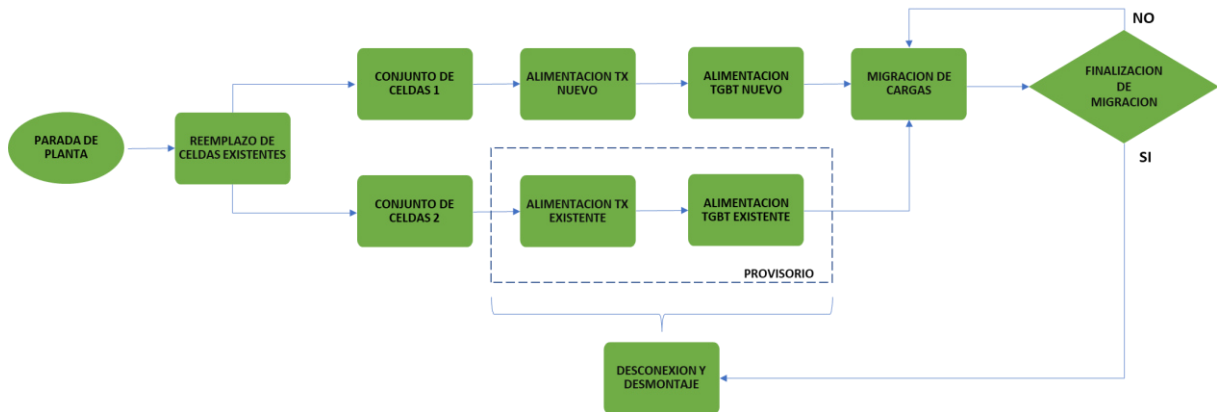 PARADA DE
PLANTA
REEMPLAZO DE
CELDAS EXISTENTES
CONJUNTO DE
CELDAS 1
ALIMENTACION TX
NUEVO
ALIMENTACION
TGBT NUEVO
MIGRACION DE
CARGAS
NO
FINALIZACION
DE
MIGRACION
SI
CONJUNTO DE
CELDAS 2
ALIMENTACION TX
EXISTENTE
ALIMENTACION
TGBT EXISTENTE
PROVISORIO
DESCONEXION Y
DESMONTAJE